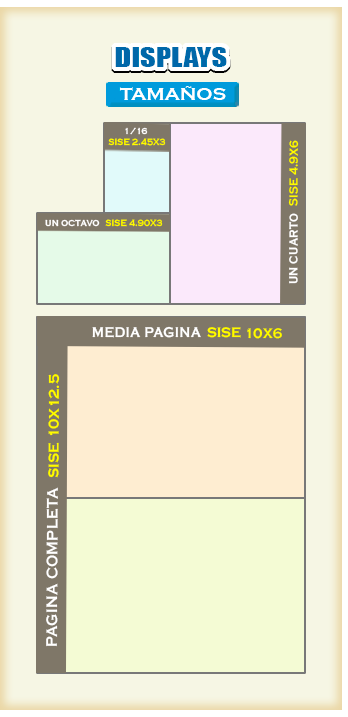 DISPLAYS
TAMAÑOS
1/16
SISE 2.45X3
UN CUARTO SISE 4.9X6
UN OCTAVO SISE 4.90X3
MEDIA PAGINA SISE 10X6
PAGINA COMPLETA SISE 10X12.5